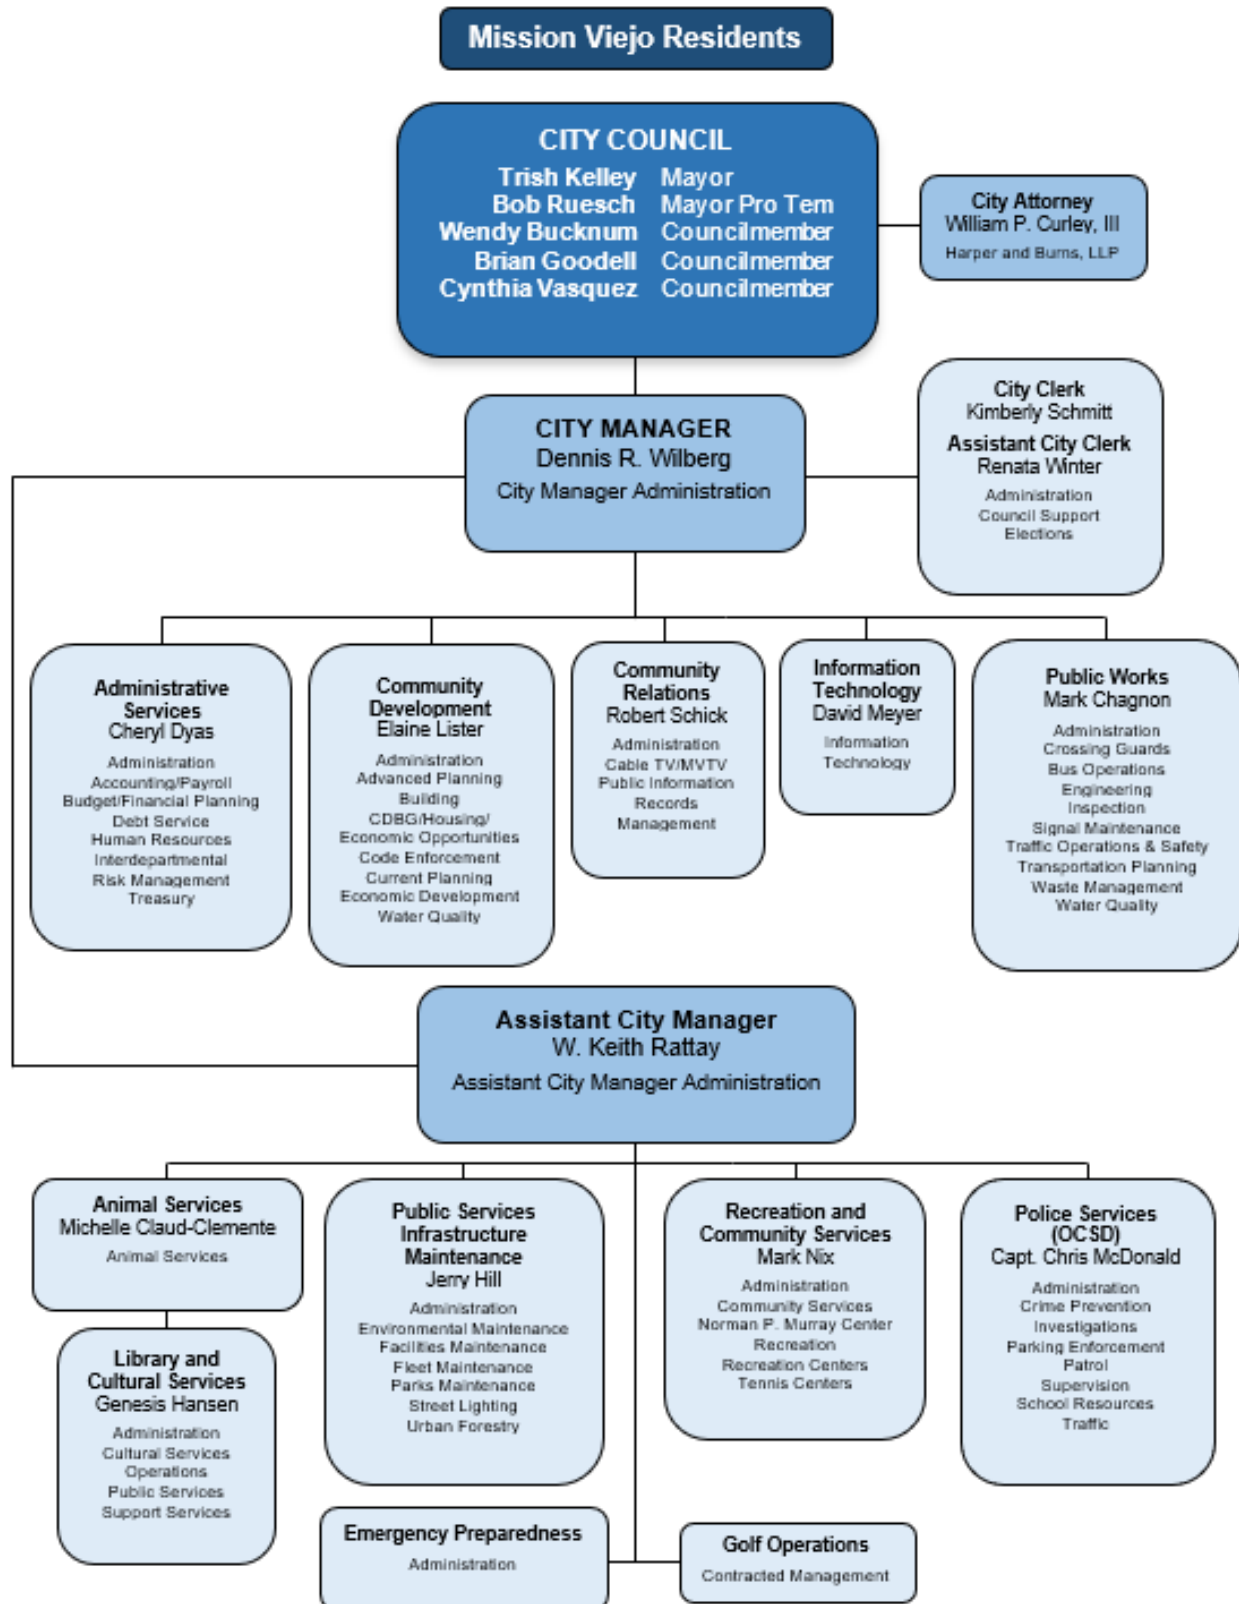 Mission Viejo Residents
CITY COUNCIL
Trish Kelley Mayor
Bob Ruesch Mayor Pro Tem
Wendy Bucknum Councilmember
Brian Goodell Councilmember
Cynthia Vasquez Councilmember
City Attorney
William P. Curley, III
Harper and Burns, LLP
CITY MANAGER
Dennis R. Wilberg
City Manager Administration
City Clerk
Kimberly Schmitt
Assistant City Clerk
Renata Winter
Administration
Council Support
Elections
Administrative
Services
Cheryl Dyas
Administration
Accounting/Payroll
Budget/Financial Planning
Debt Service
Human Resources
Interdepartmental
Risk Management
Treasury
Community
Development
Elaine Lister
Administration
Advanced Planning
Building
CDBG/Housing/
Economic Opportunities
Code Enforcement
Current Planning
Economic Development
Water Quality
Community
Relations
Robert Schick
Administration
Cable TV/MVTV
Public Information
Records
Management
Information
Technology
David Meyer
Information
Technology
Public Works
Mark Chagnon
Administration
Crossing Guards
Bus Operations
Engineering
Inspection
Signal Maintenance
Traffic Operations & Safety
Transportation Planning
Waste Management
Water Quality
Assistant City Manager
W. Keith Rattay
Assistant City Manager Administration
Animal Services
Michelle Claud-Clemente
Animal Services
Library and
Cultural Services
Genesis Hansen
Administration
Cultural Services
Operations
Public Services
Support Services
Public Services
Infrastructure
Maintenance
Jerry Hill
Administration
Environmental Maintenance
Facilities Maintenance
Fleet Maintenance
Parks Maintenance
Street Lighting
Urban Forestry
Recreation and
Community Services
Mark Nix
Administration
Community Services
Norman P. Murray Center
Recreation
Recreation Centers
Tennis Centers
Police Services
(OCSD)
Capt. Chris McDonald
Administration
Crime Prevention
Investigations
Parking Enforcement
Patrol
Supervision
School Resources
Traffic
Emergency Preparedness
Administration
Golf Operations
Contracted Management